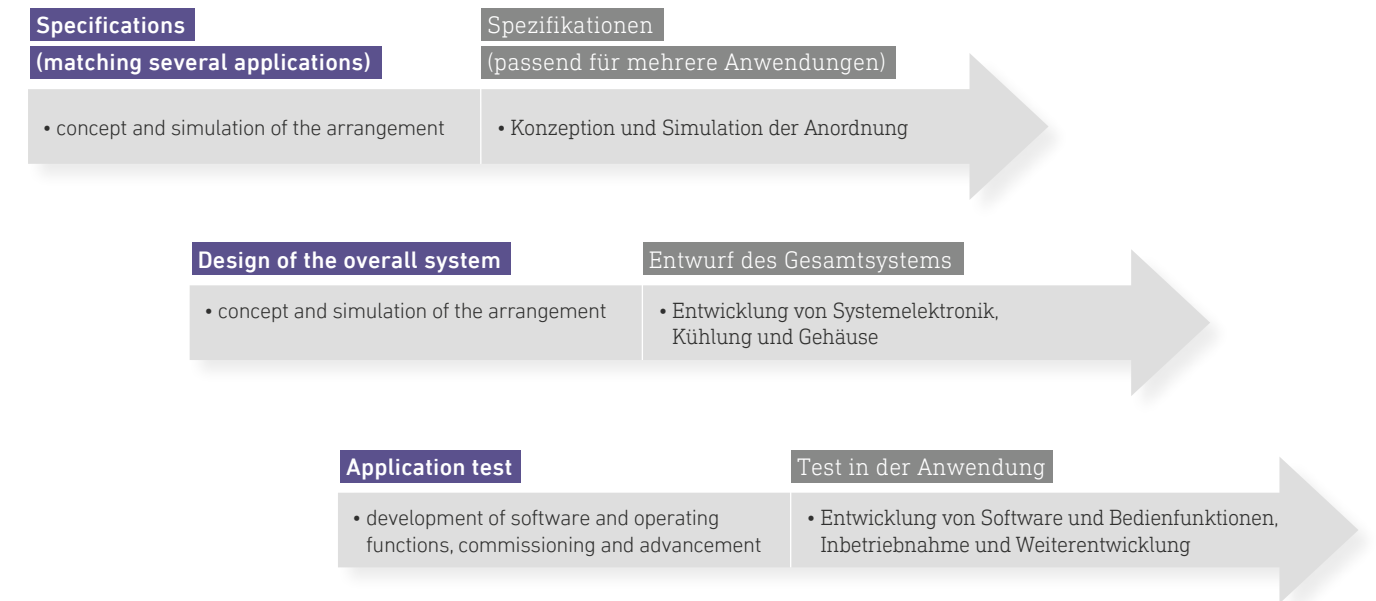 Specifications
(matching several applications)
Spezifikationen
(passend für mehrere Anwendungen)
• concept and simulation of the arrangement
• Konzeption und Simulation der Anordnung
Design of the overall system
Entwurf des Gesamtsystems
• concept and simulation of the arrangement
• Entwicklung von Systemelektronik,
Kühlung und Gehäuse
Application test
Test in der Anwendung
• development of software and operating
functions, commissioning and advancement
• Entwicklung von Software und Bedienfunktionen,
Inbetriebnahme und Weiterentwicklung